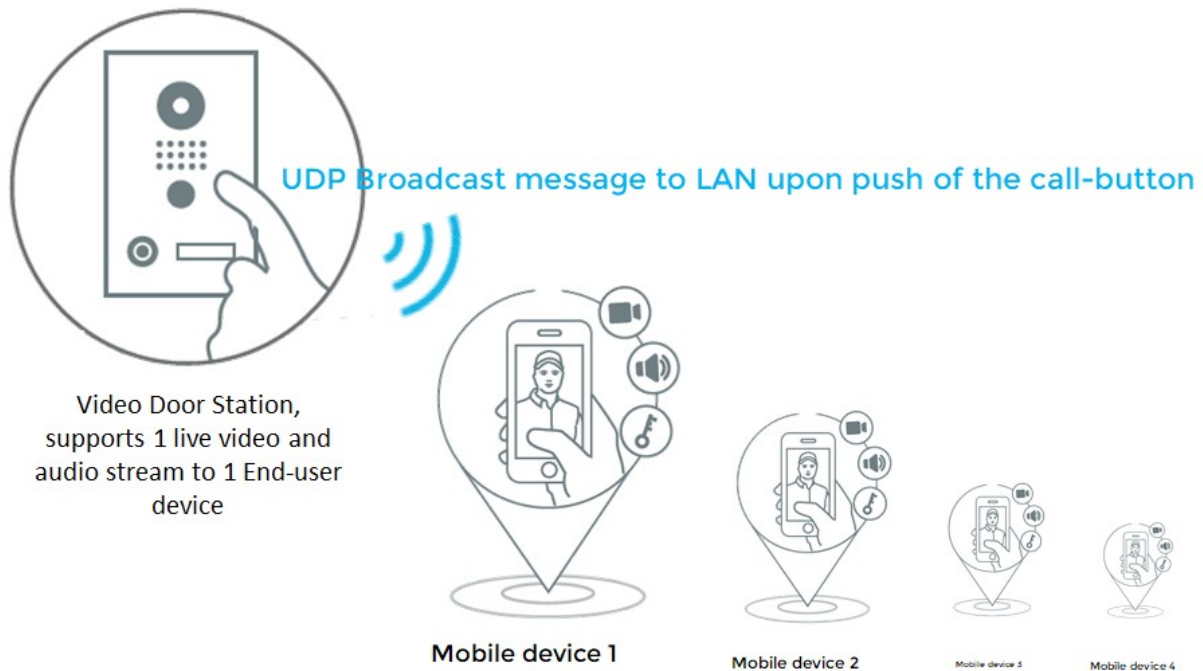 UDP Broadcast message to LAN upon push of the call-button
Video Door Station,
supports 1 live video and
audio stream to 1 End-user
device
Mobile device 1
Mobile device 2
Mobile device 3
Mobile device 4